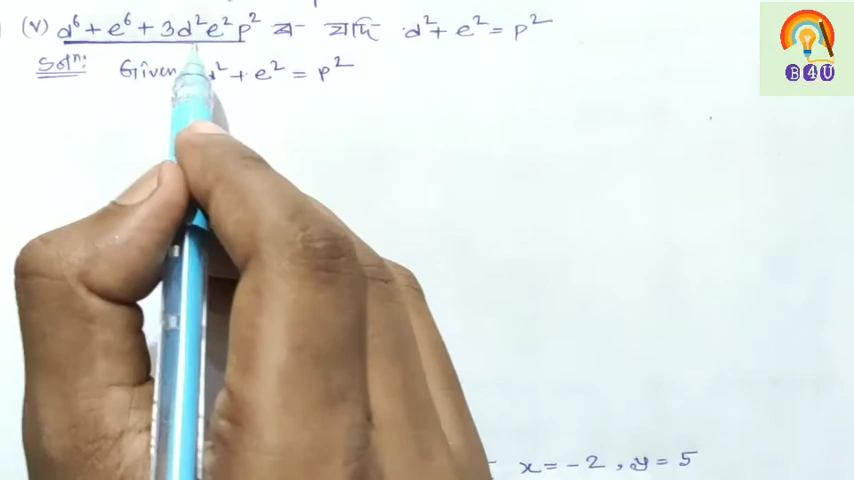 (v) d⁶ + e⁶ + 3d²e²p² ব যদি d² + e² = p²
Solⁿ: Given d² + e² = p²
x = -2, y = 5
B4U